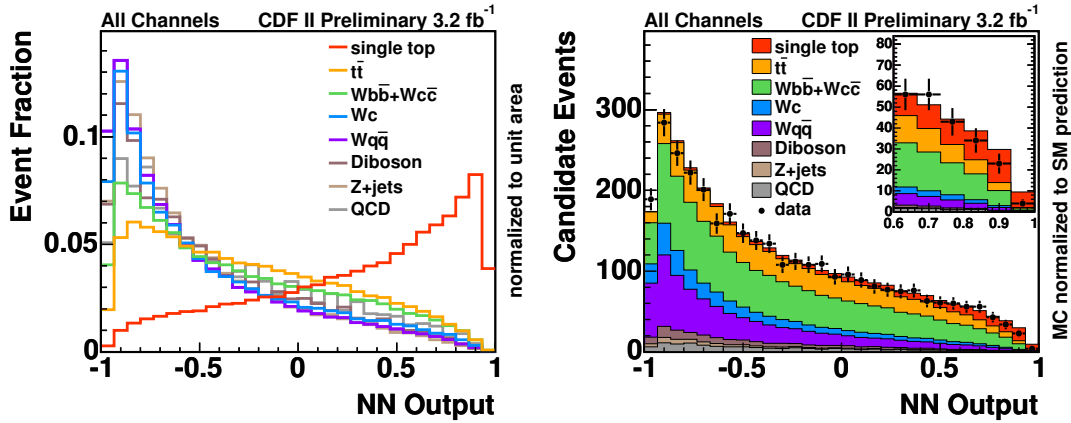 All Channels CDF II Preliminary 3.2 fb⁻¹
Event Fraction
0.1
0.05
0
single top
tt̄
Wbb̄+Wcc̄
Wc
Wqq̄
Diboson
Z+jets
QCD
normalized to unit area
-1 -0.5 0 0.5 1
NN Output
All Channels CDF II Preliminary 3.2 fb⁻¹
Candidate Events
300
200
100
0
single top
tt̄
Wbb̄+Wcc̄
Wc
Wqq̄
Diboson
Z+jets
QCD
data
80
70
60
50
40
30
20
10
0
0.6 0.7 0.8 0.9 1
MC normalized to SM prediction
-1 -0.5 0 0.5 1
NN Output